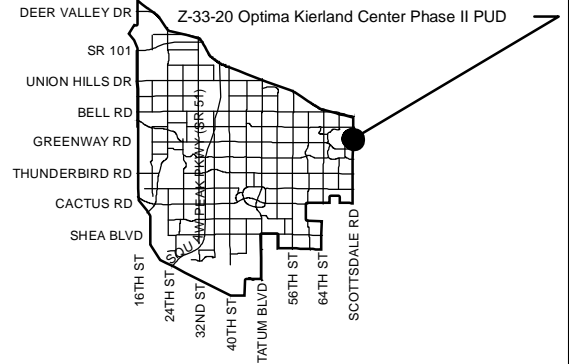 DEER VALLEY DR
Z-33-20 Optima Kierland Center Phase II PUD
SR 101
UNION HILLS DR
BELL RD
GREENWAY RD
THUNDERBIRD RD
CACTUS RD
SHEA BLVD
SQUAW PEAK PKWY (SR 51)
16TH ST
24TH ST
32ND ST
40TH ST
TATUM BLVD
56TH ST
64TH ST
SCOTTSDALE RD